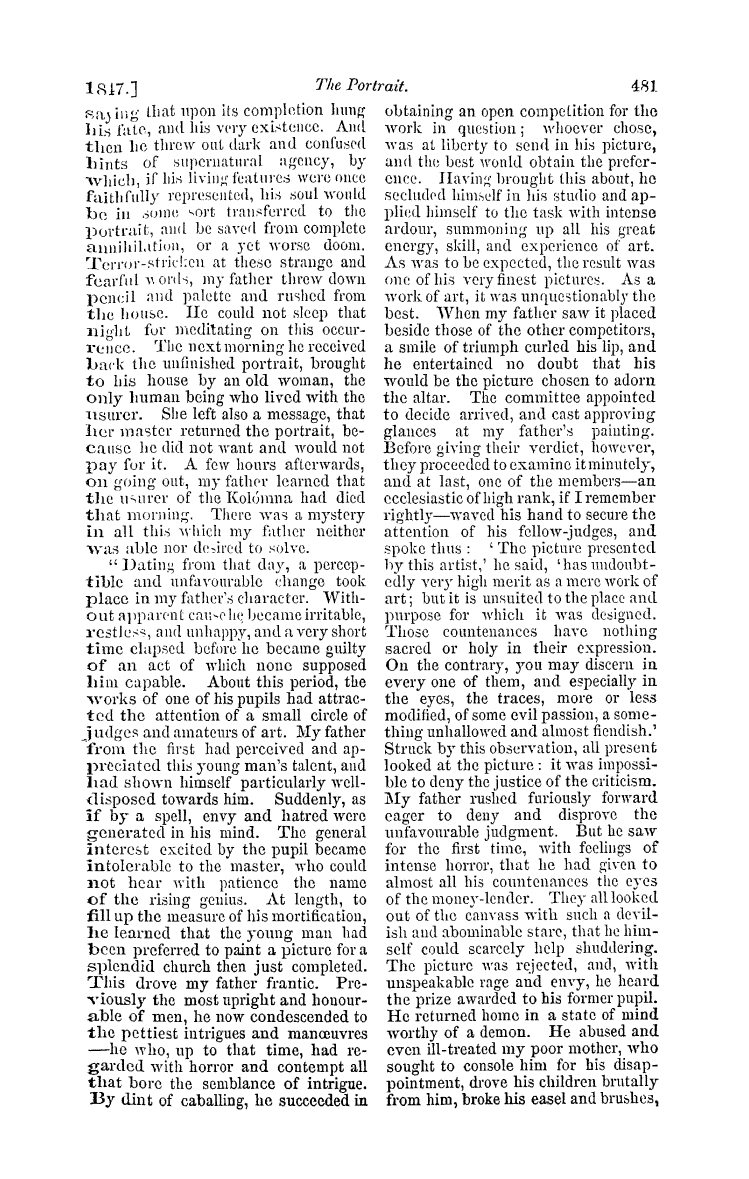 1847.] The Portrait. 481
saying that upon its completion hung
his fate, and his very existence. And
then he threw out dark and confused
hints of supernatural agency, by
which, if his living features were once
faithfully represented, his soul would
be in some sort transferred to the
portrait, and be saved from complete
annihilation, or a yet worse doom.
Terror-stricken at these strange and
fearful words, my father threw down
pencil and palette and rushed from
the house. He could not sleep that
night for meditating on this occur-
rence. The next morning he received
back the unfinished portrait, brought
to his house by an old woman, the
only human being who lived with the
usurer. She left also a message, that
her master returned the portrait, be-
cause he did not want and would not
pay for it. A few hours afterwards,
on going out, my father learned that
the usurer of the Kolómna had died
that morning. There was a mystery
in all this which my father neither
was able nor desired to solve.
"Dating from that day, a percep-
tible and unfavourable change took
place in my father's character. With-
out apparent cause he became irritable,
restless, and unhappy, and a very short
time elapsed before he became guilty
of an act of which none supposed
him capable. About this period, the
works of one of his pupils had attrac-
ted the attention of a small circle of
judges and amateurs of art. My father
from the first had perceived and ap-
preciated this young man's talent, and
had shown himself particularly well-
disposed towards him. Suddenly, as
if by a spell, envy and hatred were
generated in his mind. The general
interest excited by the pupil became
intolerable to the master, who could
not hear with patience the name
of the rising genius. At length, to
fill up the measure of his mortification,
he learned that the young man had
been preferred to paint a picture for a
splendid church then just completed.
This drove my father frantic. Pre-
viously the most upright and honour-
able of men, he now condescended to
the pettiest intrigues and manœuvres
—he who, up to that time, had re-
garded with horror and contempt all
that bore the semblance of intrigue.
By dint of caballing, he succeeded in
obtaining an open competition for the
work in question; whoever chose,
was at liberty to send in his picture,
and the best would obtain the prefer-
ence. Having brought this about, he
secluded himself in his studio and ap-
plied himself to the task with intense
ardour, summoning up all his great
energy, skill, and experience of art.
As was to be expected, the result was
one of his very finest pictures. As a
work of art, it was unquestionably the
best. When my father saw it placed
beside those of the other competitors,
a smile of triumph curled his lip, and
he entertained no doubt that his
would be the picture chosen to adorn
the altar. The committee appointed
to decide arrived, and cast approving
glances at my father's painting.
Before giving their verdict, however,
they proceeded to examine it minutely,
and at last, one of the members—an
ecclesiastic of high rank, if I remember
rightly—waved his hand to secure the
attention of his fellow-judges, and
spoke thus: 'The picture presented
by this artist,' he said, 'has undoubt-
edly very high merit as a mere work of
art; but it is unsuited to the place and
purpose for which it was designed.
Those countenances have nothing
sacred or holy in their expression.
On the contrary, you may discern in
every one of them, and especially in
the eyes, the traces, more or less
modified, of some evil passion, a some-
thing unhallowed and almost fiendish.'
Struck by this observation, all present
looked at the picture: it was impossi-
ble to deny the justice of the criticism.
My father rushed furiously forward
eager to deny and disprove the
unfavourable judgment. But he saw
for the first time, with feelings of
intense horror, that he had given to
almost all his countenances the eyes
of the money-lender. They all looked
out of the canvass with such a devil-
ish and abominable stare, that he him-
self could scarcely help shuddering.
The picture was rejected, and, with
unspeakable rage and envy, he heard
the prize awarded to his former pupil.
He returned home in a state of mind
worthy of a demon. He abused and
even ill-treated my poor mother, who
sought to console him for his disap-
pointment, drove his children brutally
from him, broke his easel and brushes,